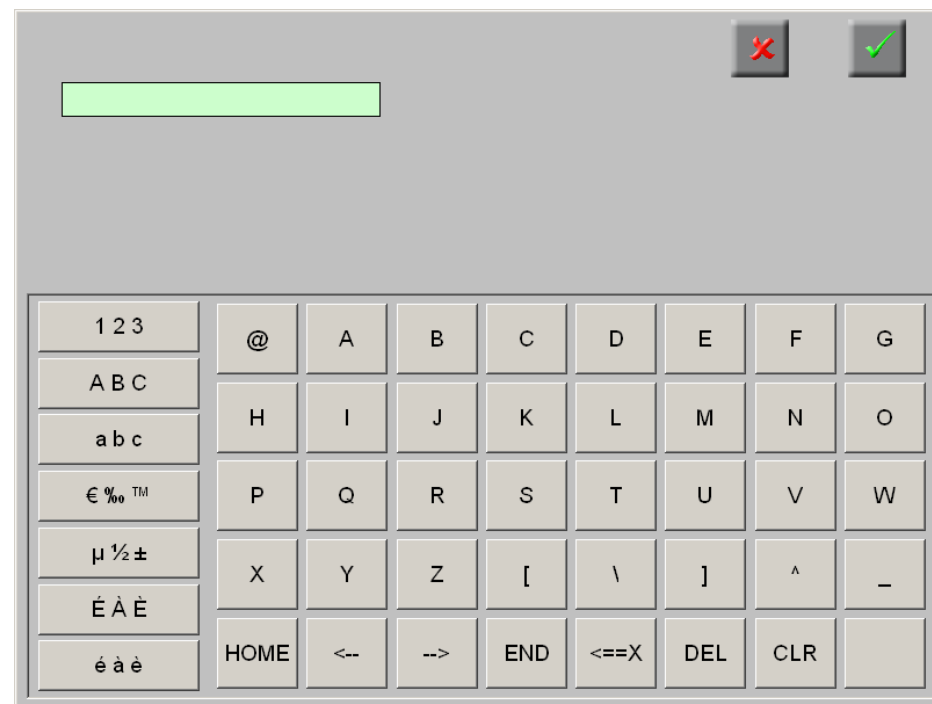 1 2 3
A B C
a b c
€ ‰ ™
µ ½ ±
É À È
é à è
@ A B C D E F G
H I J K L M N O
P Q R S T U V W
X Y Z [ \ ] ^ _
HOME <-- --> END <==X DEL CLR